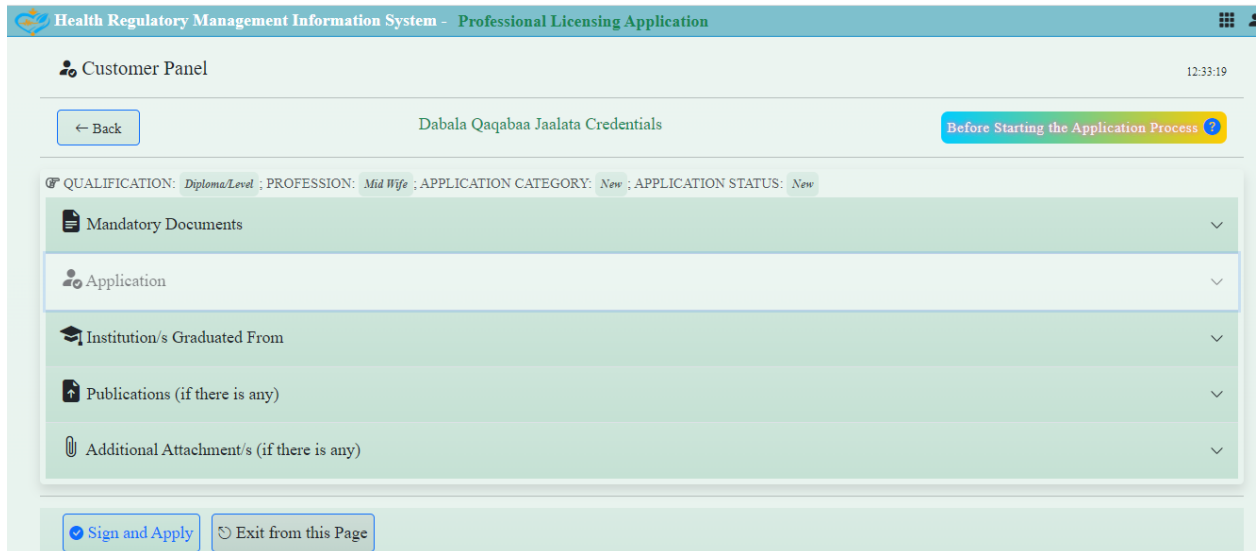 Health Regulatory Management Information System - Professional Licensing Application
Customer Panel
12:33:19
← Back
Dabala Qaqabaa Jaalata Credentials
Before Starting the Application Process ?
QUALIFICATION: Diploma/Level ; PROFESSION: Mid Wife ; APPLICATION CATEGORY: New ; APPLICATION STATUS: New
Mandatory Documents
Application
Institution/s Graduated From
Publications (if there is any)
Additional Attachment/s (if there is any)
Sign and Apply
Exit from this Page